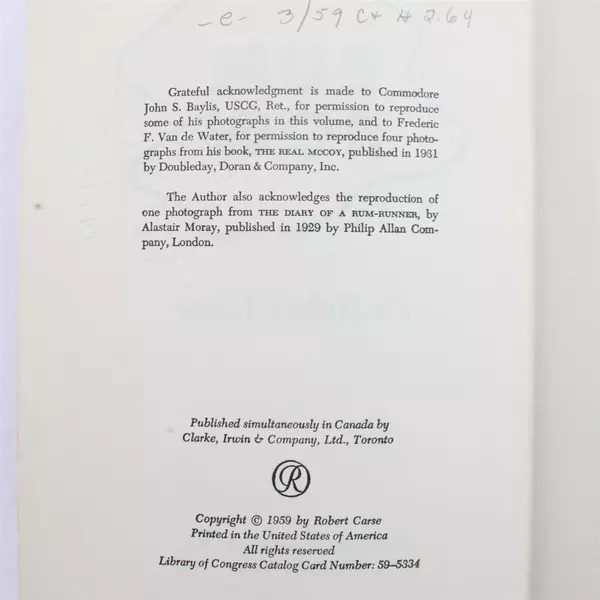 -e- 3/59 C+H 2.64
Grateful acknowledgment is made to Commodore
John S. Baylis, USCG, Ret., for permission to reproduce
some of his photographs in this volume, and to Frederic
F. Van de Water, for permission to reproduce four photo-
graphs from his book, THE REAL MCCOY, published in 1931
by Doubleday, Doran & Company, Inc.
The Author also acknowledges the reproduction of
one photograph from THE DIARY OF A RUM-RUNNER, by
Alastair Moray, published in 1929 by Philip Allan Com-
pany, London.
Published simultaneously in Canada by
Clarke, Irwin & Company, Ltd., Toronto
R
Copyright © 1959 by Robert Carse
Printed in the United States of America
All rights reserved
Library of Congress Catalog Card Number: 59-5334